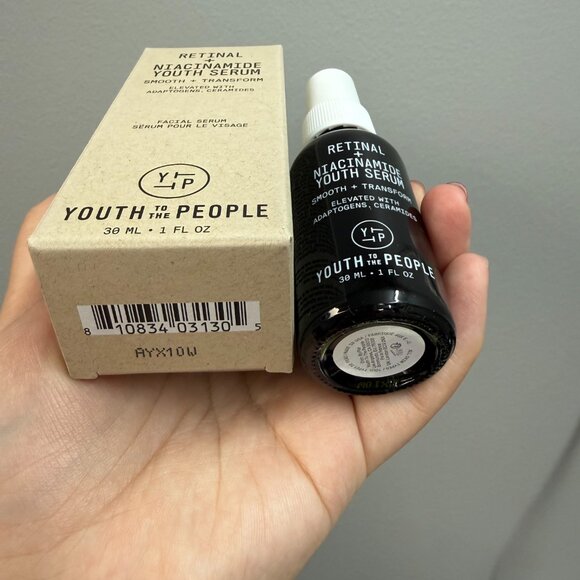 RETINAL
+
NIACINAMIDE
YOUTH SERUM
SMOOTH + TRANSFORM
ELEVATED WITH
ADAPTOGENS, CERAMIDES
FACIAL SERUM
SÉRUM POUR LE VISAGE
Y P
YOUTH TO THE PEOPLE
30 ML • 1 FL OZ
8 10834 03130 5
AYX10W
RETINAL
+
NIACINAMIDE
YOUTH SERUM
SMOOTH + TRANSFORM
ELEVATED WITH
ADAPTOGENS, CERAMIDES
Y P
YOUTH TO THE PEOPLE
30 ML • 1 FL OZ